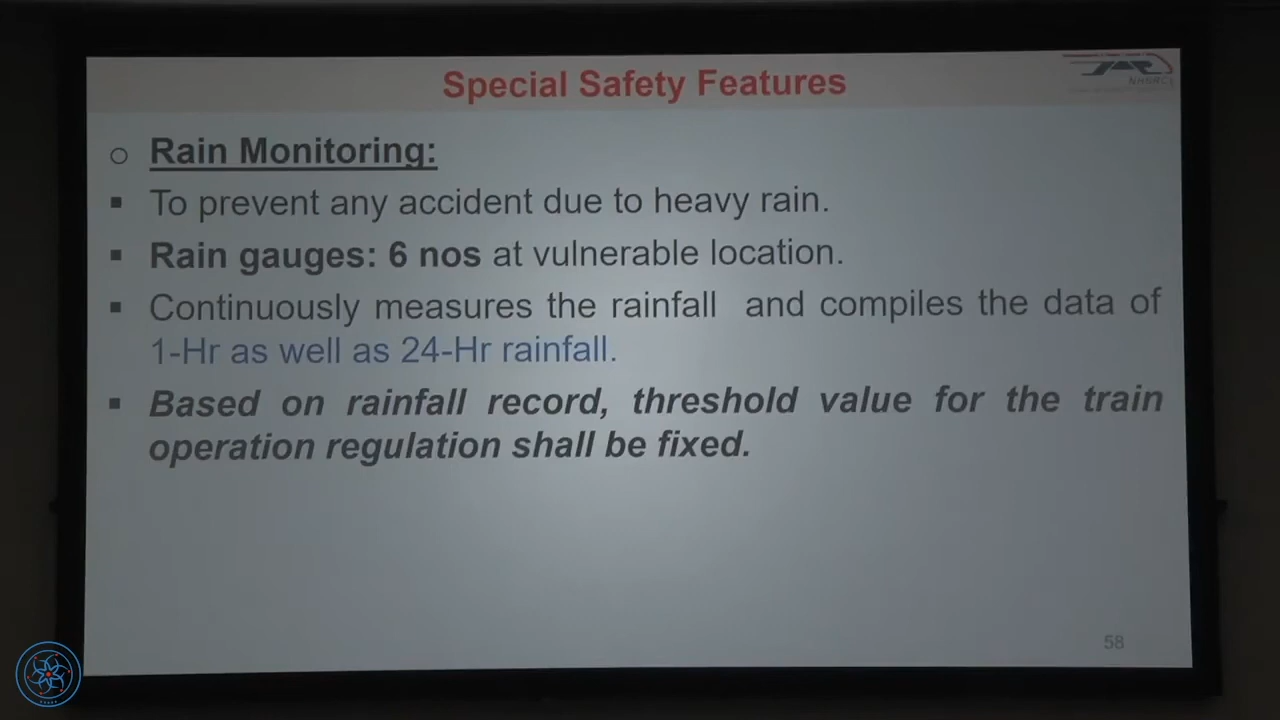 Special Safety Features
NHSRCL
Rain Monitoring:
To prevent any accident due to heavy rain.
Rain gauges: 6 nos at vulnerable location.
Continuously measures the rainfall and compiles the data of
1-Hr as well as 24-Hr rainfall.
Based on rainfall record, threshold value for the train
operation regulation shall be fixed.
58